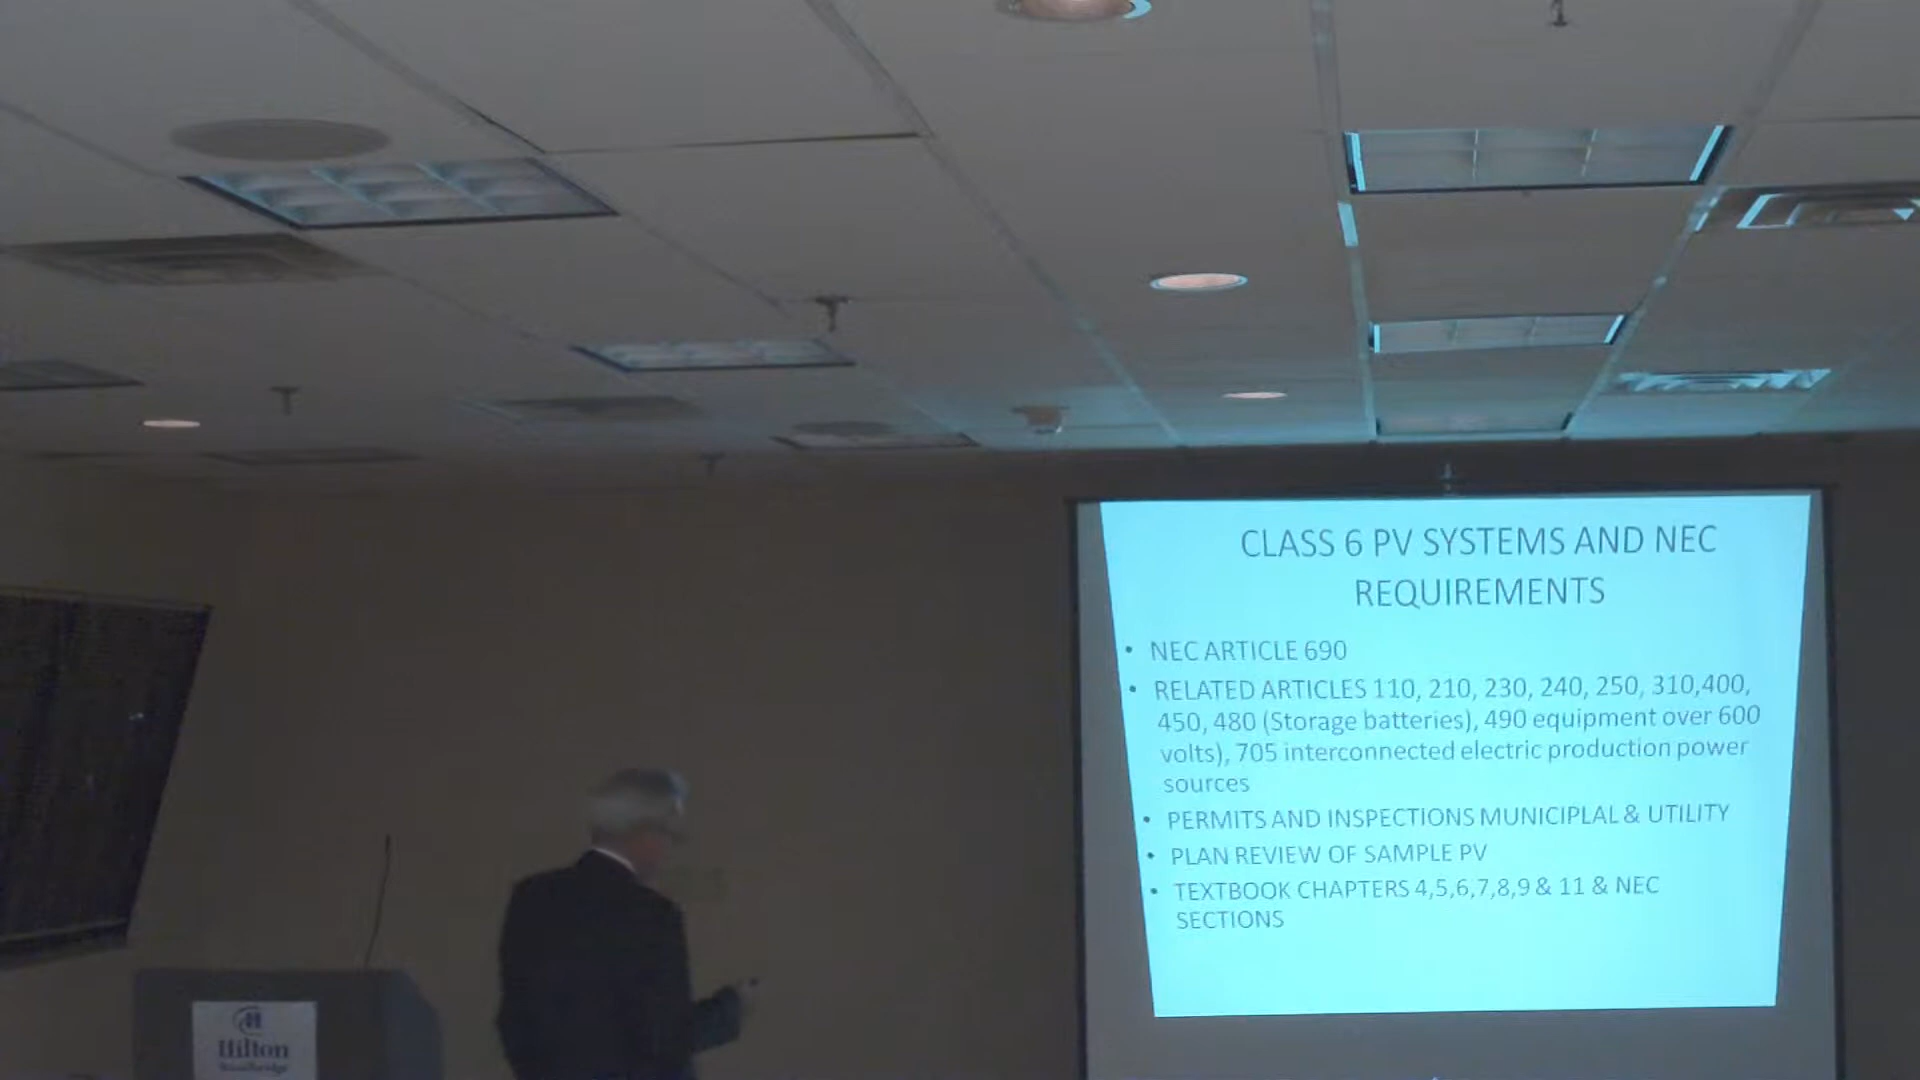 CLASS 6 PV SYSTEMS AND NEC
REQUIREMENTS
• NEC ARTICLE 690
• RELATED ARTICLES 110, 210, 230, 240, 250, 310,400,
450, 480 (Storage batteries), 490 equipment over 600
volts), 705 interconnected electric production power
sources
• PERMITS AND INSPECTIONS MUNICIPLAL & UTILITY
• PLAN REVIEW OF SAMPLE PV
• TEXTBOOK CHAPTERS 4,5,6,7,8,9 & 11 & NEC
SECTIONS
Hilton